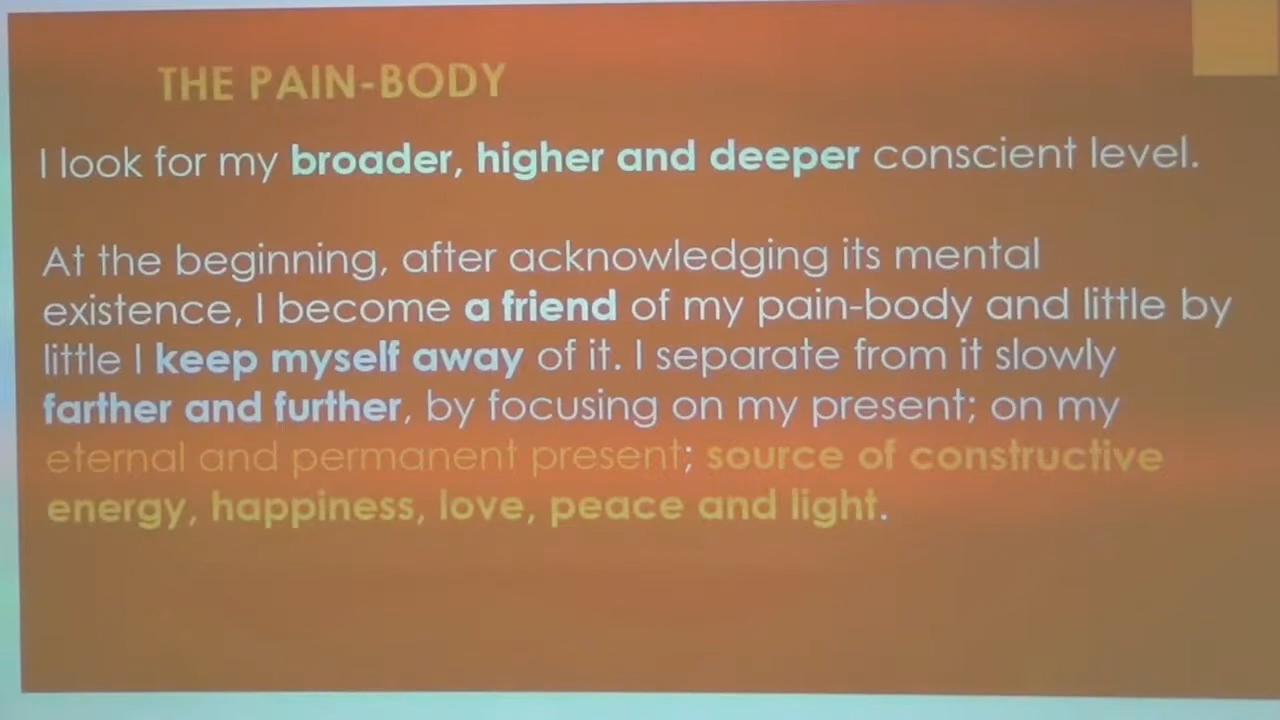 THE PAIN-BODY
I look for my broader, higher and deeper conscient level.
At the beginning, after acknowledging its mental
existence, I become a friend of my pain-body and little by
little I keep myself away of it. I separate from it slowly
farther and further, by focusing on my present; on my
eternal and permanent present; source of constructive
energy, happiness, love, peace and light.